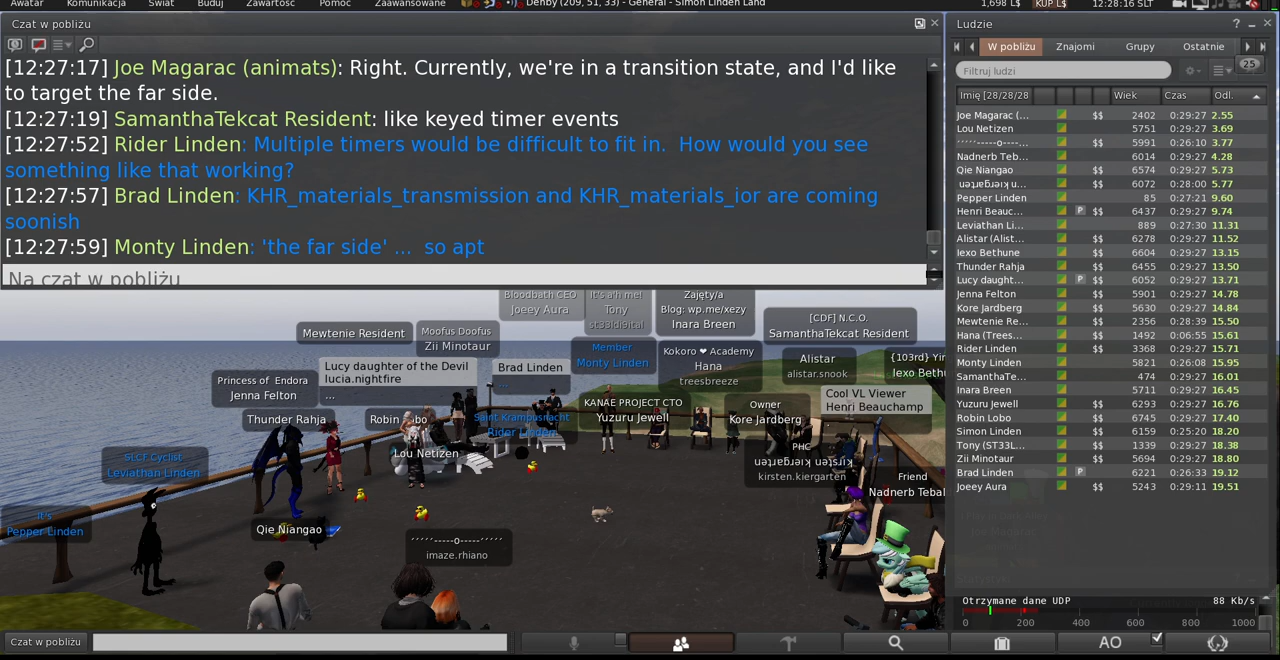 Awatar Komunikacja Świat Buduj Zawartość Pomoc Zaawansowane Denby (209, 51, 33) - General - Simon Linden Land 1,698 L$ KUP L$ 12:28:16 SLT
Czat w pobliżu
[12:27:17] Joe Magarac (animats): Right. Currently, we're in a transition state, and I'd like
to target the far side.
[12:27:19] SamanthaTekcat Resident: like keyed timer events
[12:27:52] Rider Linden: Multiple timers would be difficult to fit in. How would you see
something like that working?
[12:27:57] Brad Linden: KHR_materials_transmission and KHR_materials_ior are coming
soonish
[12:27:59] Monty Linden: 'the far side' ... so apt
Na czat w pobliżu
Bloodbath CEO
Joeey Aura
It's a'h me!
Tony
st33ldi9ital
Zajęty/a
Blog: wp.me/xezy
Inara Breen
[CDF] N.C.O.
SamanthaTekcat Resident
Mewtenie Resident
Moofus Doofus
Zii Minotaur
Member
Monty Linden
Kokoro ❤ Academy
Hana
treesbreeze
Alistar
alistar.snook
{103rd} Yin
Iexo Bethu
Princess of Endora
Jenna Felton
Lucy daughter of the Devil
lucia.nightfire
...
Brad Linden
...
Cool VL Viewer
Henri Beauchamp
Thunder Rahja
Robin Lobo
Saint Krampusnacht
Rider Linden
KANAE PROJECT CTO
Yuzuru Jewell
Owner
Kore Jardberg
Lou Netizen
SLCF Cyclist
Leviathan Linden
PHC
kirsten.kiergarten
Friend
Nadnerb Tebal
It's:
Pepper Linden
Qie Niangao
´´´´´-----o-----´´´´´
imaze.rhiano
Czat w pobliżu
Ludzie
W pobliżu Znajomi Grupy Ostatnie
Filtruj ludzi 25
Imię [28/28/28 Wiek Czas Odl.
Joe Magarac (... $$ 2402 0:29:27 2.55
Lou Netizen 5751 0:29:27 3.69
´´´´´-----o----... $$ 5991 0:26:10 3.77
Nadnerb Teb... 6014 0:29:27 4.28
Qie Niangao $$ 6574 0:29:27 5.73
$$ 6072 0:28:00 5.77
Pepper Linden 85 0:27:21 9.60
Henri Beauc... P $$ 6437 0:29:27 9.74
Leviathan Li... 889 0:27:30 11.31
Alistar (Alist... $$ 6278 0:29:27 11.52
Iexo Bethune $$ 6604 0:29:27 13.15
Thunder Rahja $$ 6455 0:29:27 13.50
Lucy daught... P $$ 6052 0:29:27 13.71
Jenna Felton $$ 5901 0:29:27 14.78
Kore Jardberg $$ 5630 0:29:27 14.84
Mewtenie Re... $$ 2356 0:28:39 15.50
Hana (Trees... $$ 1492 0:06:55 15.61
Rider Linden $$ 3368 0:29:27 15.71
Monty Linden 5821 0:26:08 15.95
SamanthaTe... $$ 474 0:29:27 16.01
Inara Breen 5711 0:29:27 16.45
Yuzuru Jewell $$ 6293 0:29:27 16.76
Robin Lobo $$ 6745 0:29:27 17.40
Simon Linden $$ 6159 0:25:20 18.20
Tony (ST33L... $$ 1339 0:29:27 18.38
Zii Minotaur $$ 5694 0:29:27 18.80
Brad Linden P 6221 0:26:33 19.12
Joeey Aura $$ 5243 0:29:11 19.51
Otrzymane dane UDP 88 Kb/s
0 200 400 600 800 1000
AO